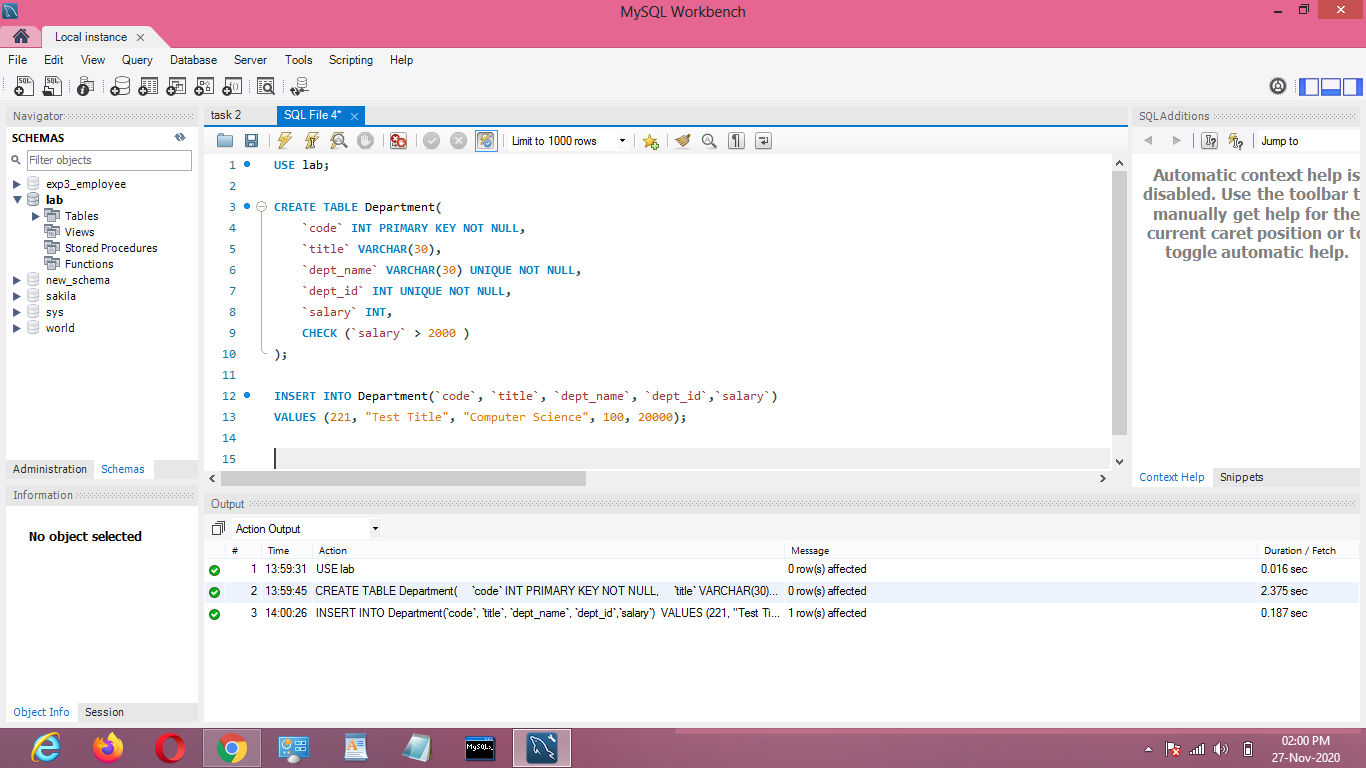 MySQL Workbench
Local instance
File Edit View Query Database Server Tools Scripting Help
Navigator
SCHEMAS
Filter objects
exp3_employee
lab
Tables
Views
Stored Procedures
Functions
new_schema
sakila
sys
world
Administration Schemas
Information
No object selected
Object Info Session
task 2 SQL File 4*
Limit to 1000 rows
1 USE lab;
2
3 CREATE TABLE Department(
4 `code` INT PRIMARY KEY NOT NULL,
5 `title` VARCHAR(30),
6 `dept_name` VARCHAR(30) UNIQUE NOT NULL,
7 `dept_id` INT UNIQUE NOT NULL,
8 `salary` INT,
9 CHECK (`salary` > 2000 )
10 );
11
12 INSERT INTO Department(`code`, `title`, `dept_name`, `dept_id`,`salary`)
13 VALUES (221, "Test Title", "Computer Science", 100, 20000);
14
15
SQLAdditions
Jump to
Automatic context help is
disabled. Use the toolbar t
manually get help for the
current caret position or to
toggle automatic help.
Context Help Snippets
Output
Action Output
# Time Action Message Duration / Fetch
1 13:59:31 USE lab 0 row(s) affected 0.016 sec
2 13:59:45 CREATE TABLE Department( `code` INT PRIMARY KEY NOT NULL, `title` VARCHAR(30)... 0 row(s) affected 2.375 sec
3 14:00:26 INSERT INTO Department(`code`, `title`, `dept_name`, `dept_id`,`salary`) VALUES (221, "Test Ti... 1 row(s) affected 0.187 sec
MySQL
02:00 PM
27-Nov-2020